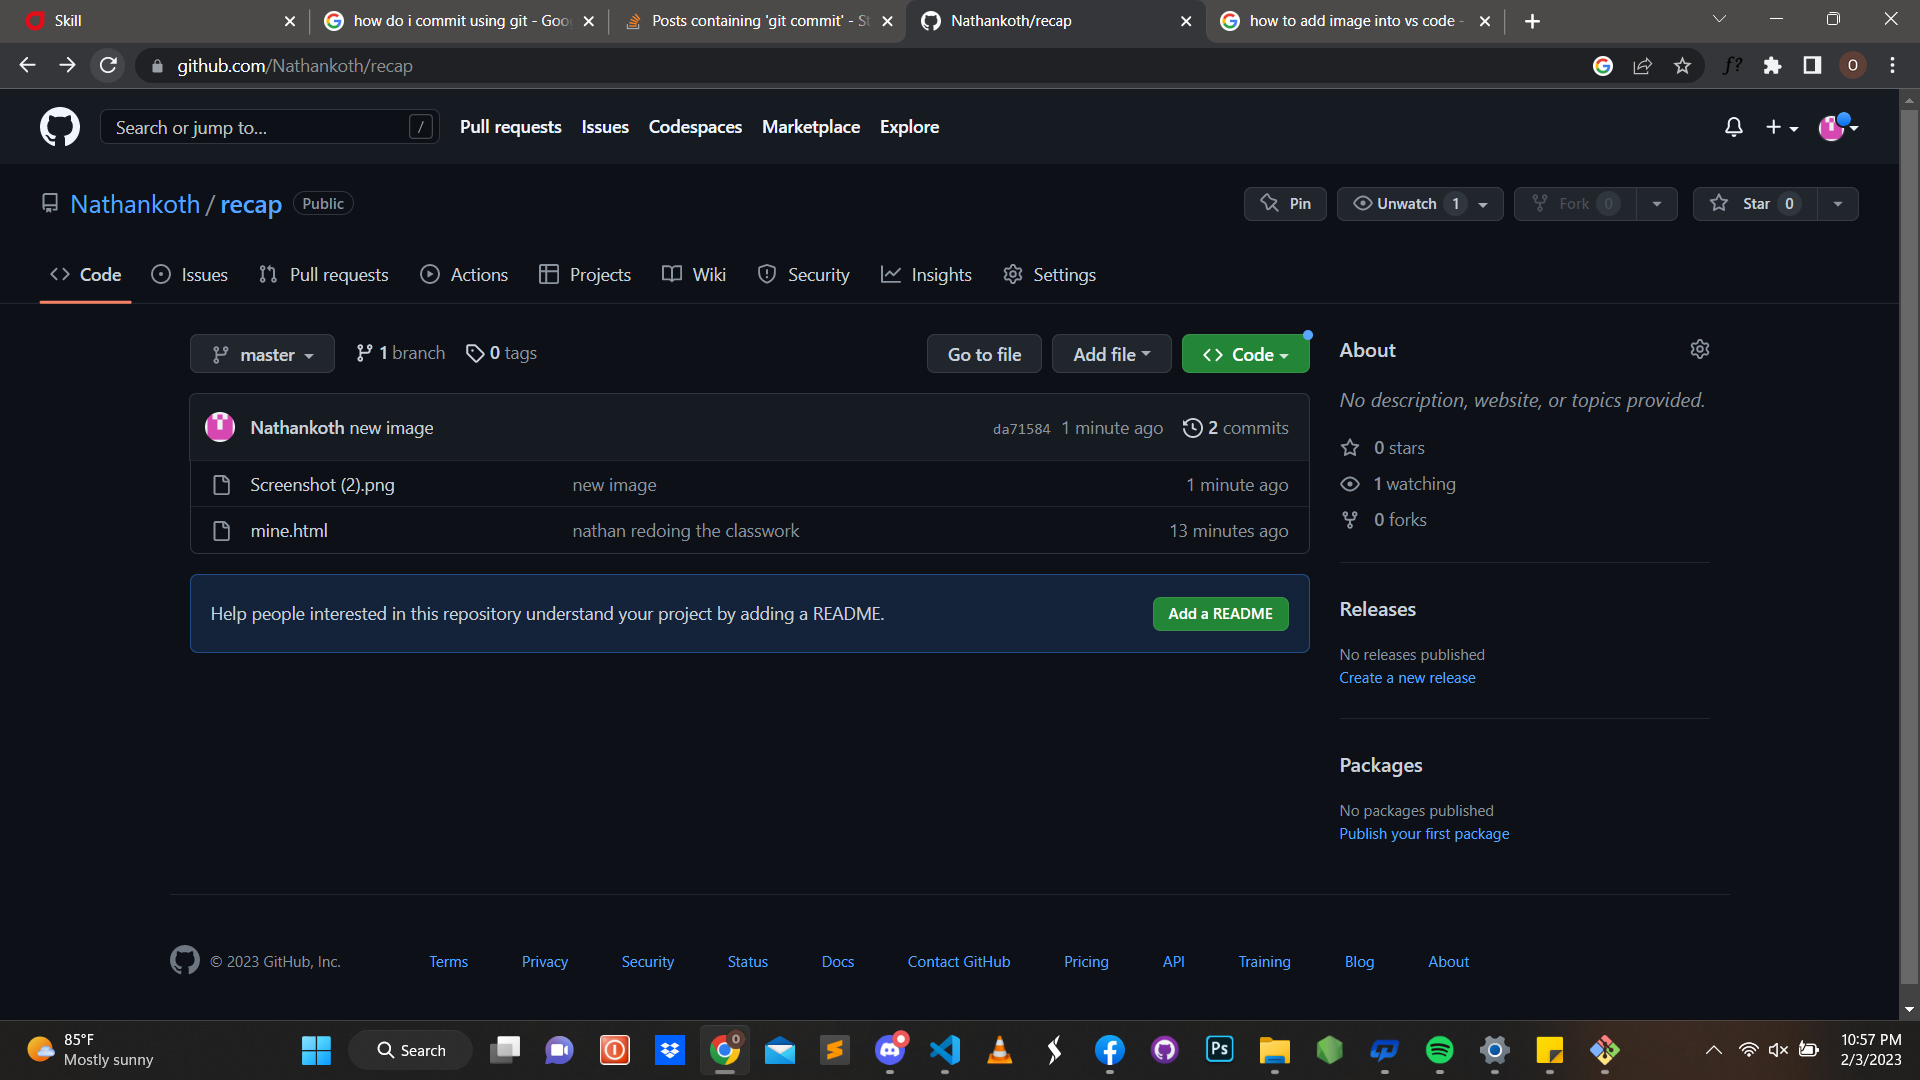 Skill
how do i commit using git - Goo
Posts containing 'git commit' - St
Nathankoth/recap
how to add image into vs code -
github.com/Nathankoth/recap
f?
O
Search or jump to...
/
Pull requests
Issues
Codespaces
Marketplace
Explore
Nathankoth / recap
Public
Pin
Unwatch 1
Fork 0
Star 0
Code
Issues
Pull requests
Actions
Projects
Wiki
Security
Insights
Settings
master
1 branch
0 tags
Go to file
Add file
Code
Nathankoth new image
da71584 1 minute ago
2 commits
Screenshot (2).png
new image
1 minute ago
mine.html
nathan redoing the classwork
13 minutes ago
Help people interested in this repository understand your project by adding a README.
Add a README
About
No description, website, or topics provided.
0 stars
1 watching
0 forks
Releases
No releases published
Create a new release
Packages
No packages published
Publish your first package
© 2023 GitHub, Inc.
Terms
Privacy
Security
Status
Docs
Contact GitHub
Pricing
API
Training
Blog
About
85°F
Mostly sunny
Search
0
Ps
10:57 PM
2/3/2023